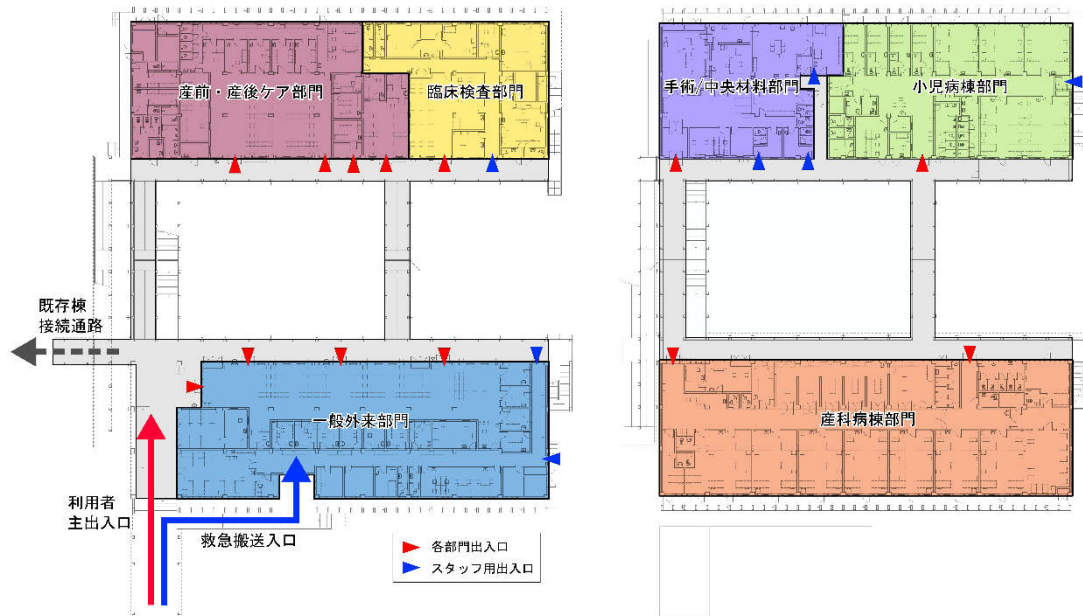 産前・産後ケア部門
臨床検査部門
手術/中央材料部門
小児病棟部門
既存棟
接続通路
一般外来部門
産科病棟部門
利用者
主出入口
救急搬送入口
各部門出入口
スタッフ用出入口